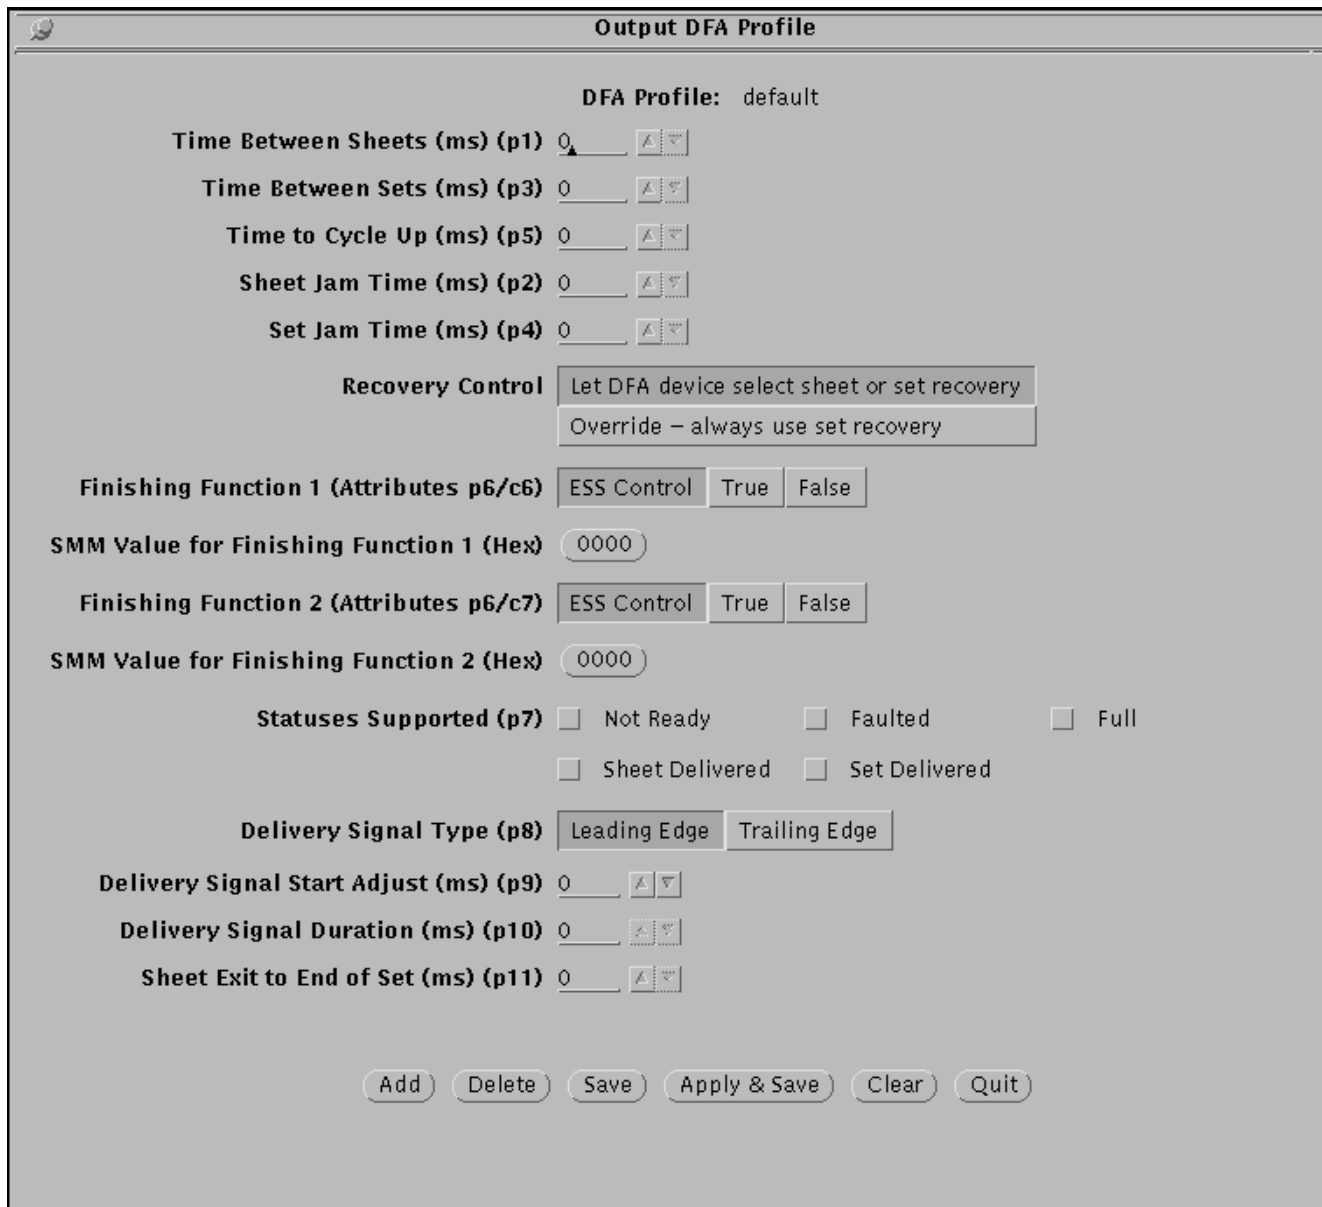 Output DFA Profile
DFA Profile: default
Time Between Sheets (ms) (p1) 0
Time Between Sets (ms) (p3) 0
Time to Cycle Up (ms) (p5) 0
Sheet Jam Time (ms) (p2) 0
Set Jam Time (ms) (p4) 0
Recovery Control Let DFA device select sheet or set recovery
Override – always use set recovery
Finishing Function 1 (Attributes p6/c6) ESS Control True False
SMM Value for Finishing Function 1 (Hex) 0000
Finishing Function 2 (Attributes p6/c7) ESS Control True False
SMM Value for Finishing Function 2 (Hex) 0000
Statuses Supported (p7) Not Ready Faulted Full
Sheet Delivered Set Delivered
Delivery Signal Type (p8) Leading Edge Trailing Edge
Delivery Signal Start Adjust (ms) (p9) 0
Delivery Signal Duration (ms) (p10) 0
Sheet Exit to End of Set (ms) (p11) 0
Add Delete Save Apply & Save Clear Quit